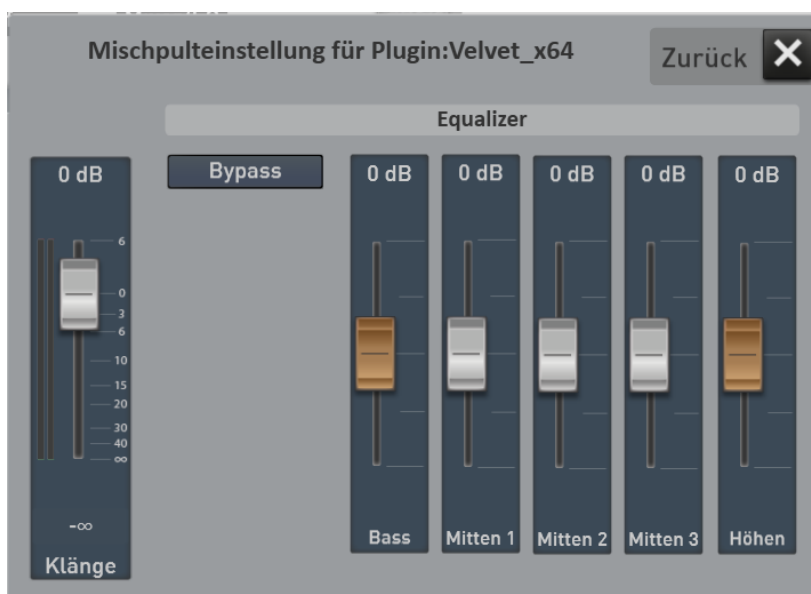 Mischpulteinstellung für Plugin:Velvet_x64
Zurück
Equalizer
0 dB
Bypass
0 dB
0 dB
0 dB
0 dB
0 dB
6
0
3
6
10
15
20
30
40
∞
-∞
Klänge
Bass
Mitten 1
Mitten 2
Mitten 3
Höhen